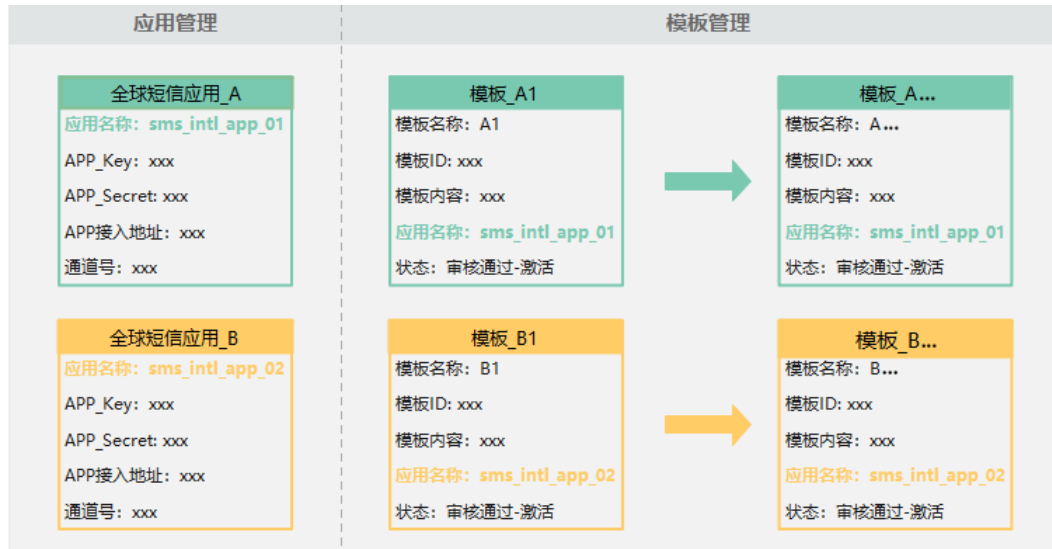 应用管理
模板管理
全球短信应用_A
应用名称：sms_intl_app_01
APP_Key：xxx
APP_Secret: xxx
APP接入地址：xxx
通道号：xxx
模板_A1
模板名称：A1
模板ID: xxx
模板内容：xxx
应用名称：sms_intl_app_01
状态：审核通过-激活
模板_A...
模板名称：A...
模板ID: xxx
模板内容：xxx
应用名称：sms_intl_app_01
状态：审核通过-激活
全球短信应用_B
应用名称：sms_intl_app_02
APP_Key：xxx
APP_Secret: xxx
APP接入地址：xxx
通道号：xxx
模板_B1
模板名称：B1
模板ID: xxx
模板内容：xxx
应用名称：sms_intl_app_02
状态：审核通过-激活
模板_B...
模板名称：B...
模板ID: xxx
模板内容：xxx
应用名称：sms_intl_app_02
状态：审核通过-激活